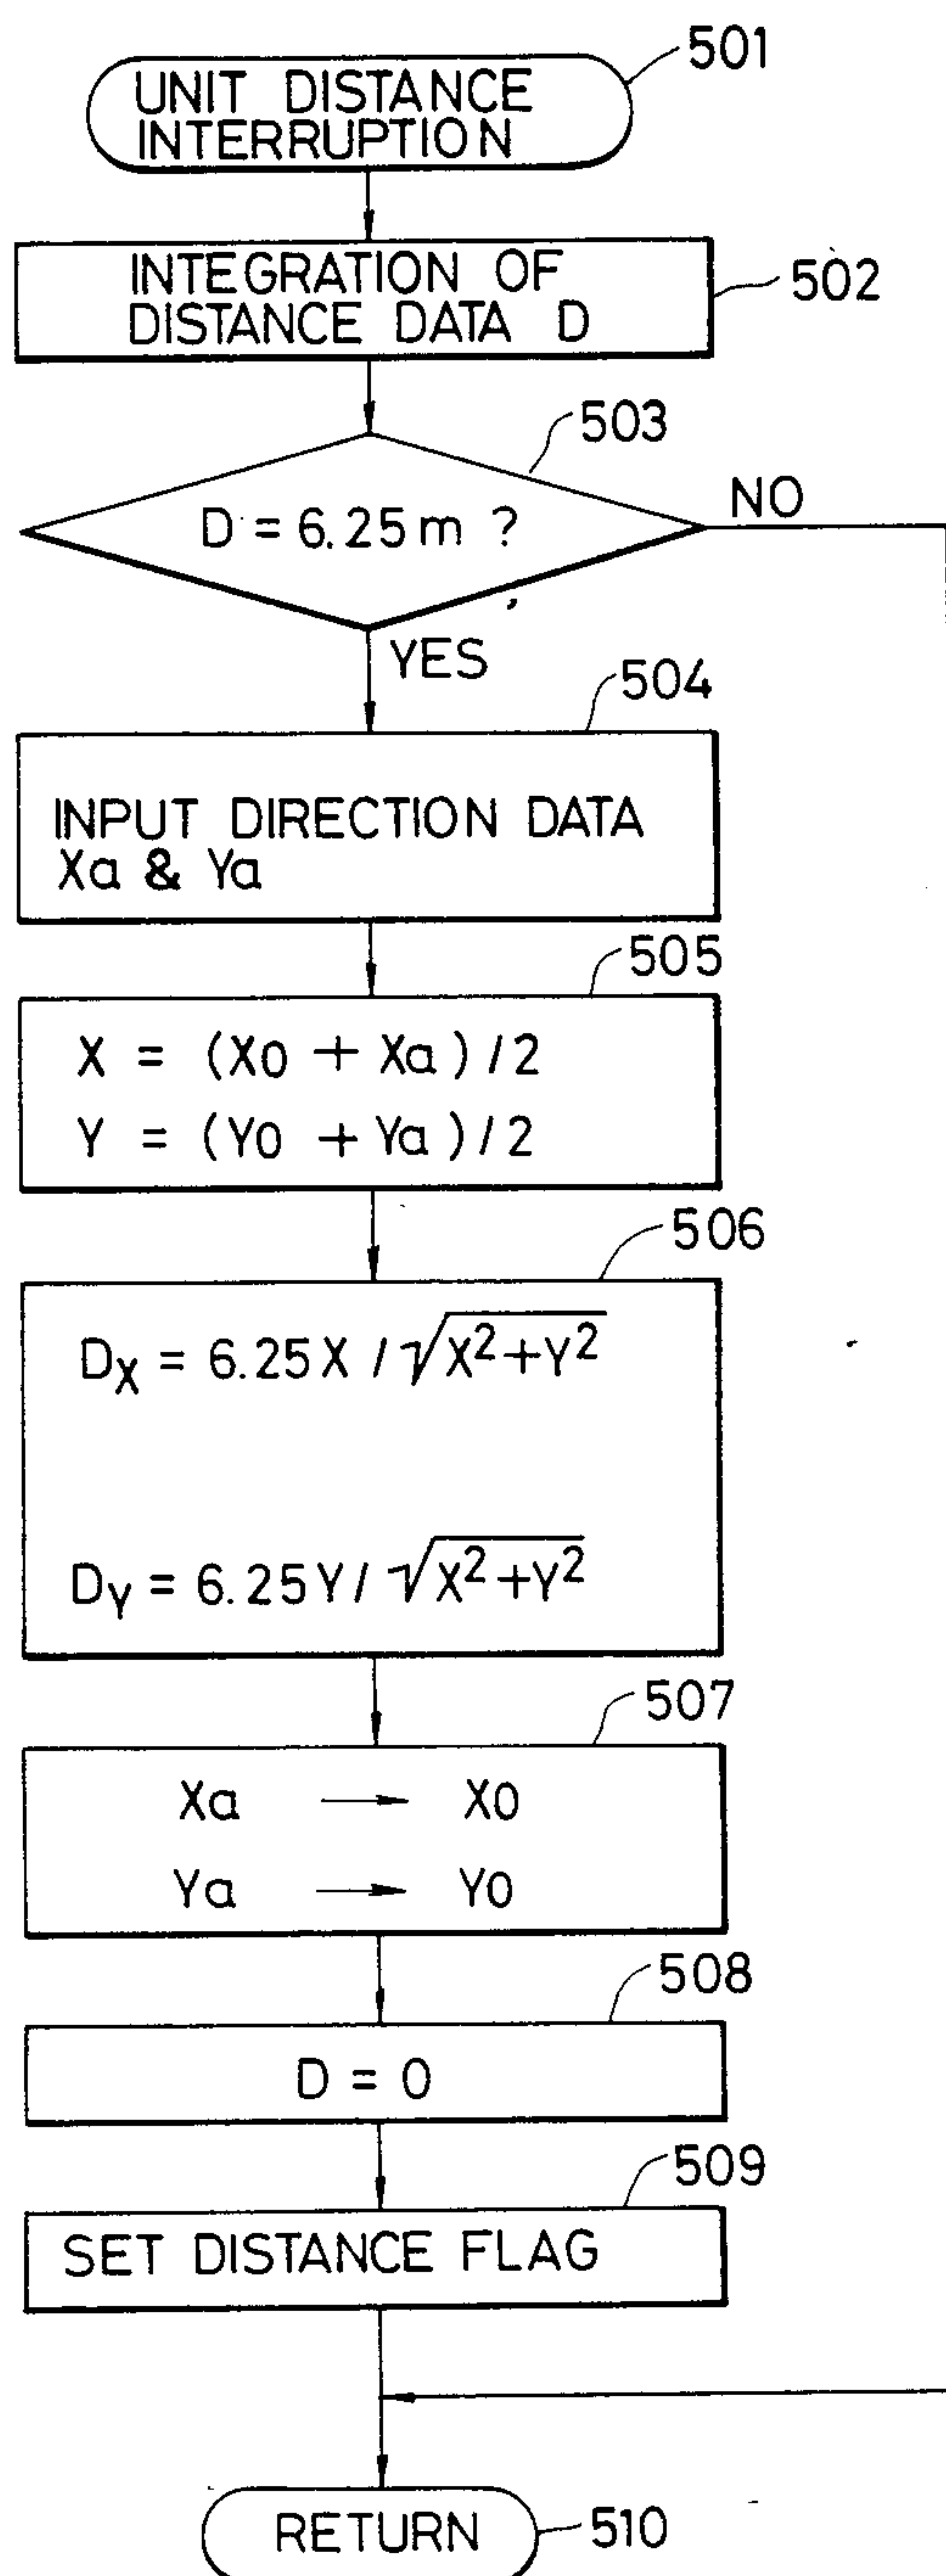 501
UNIT DISTANCE
INTERRUPTION
INTEGRATION OF
DISTANCE DATA D
502
503
D = 6.25 m ?
NO
YES
504
INPUT DIRECTION DATA
Xa & Ya
505
X = (X0 + Xa) / 2
Y = (Y0 + Ya) / 2
506
D_X = 6.25 X / √X²+Y²
D_Y = 6.25 Y / √X²+Y²
507
Xa → X0
Ya → Y0
508
D = 0
509
SET DISTANCE FLAG
RETURN
510